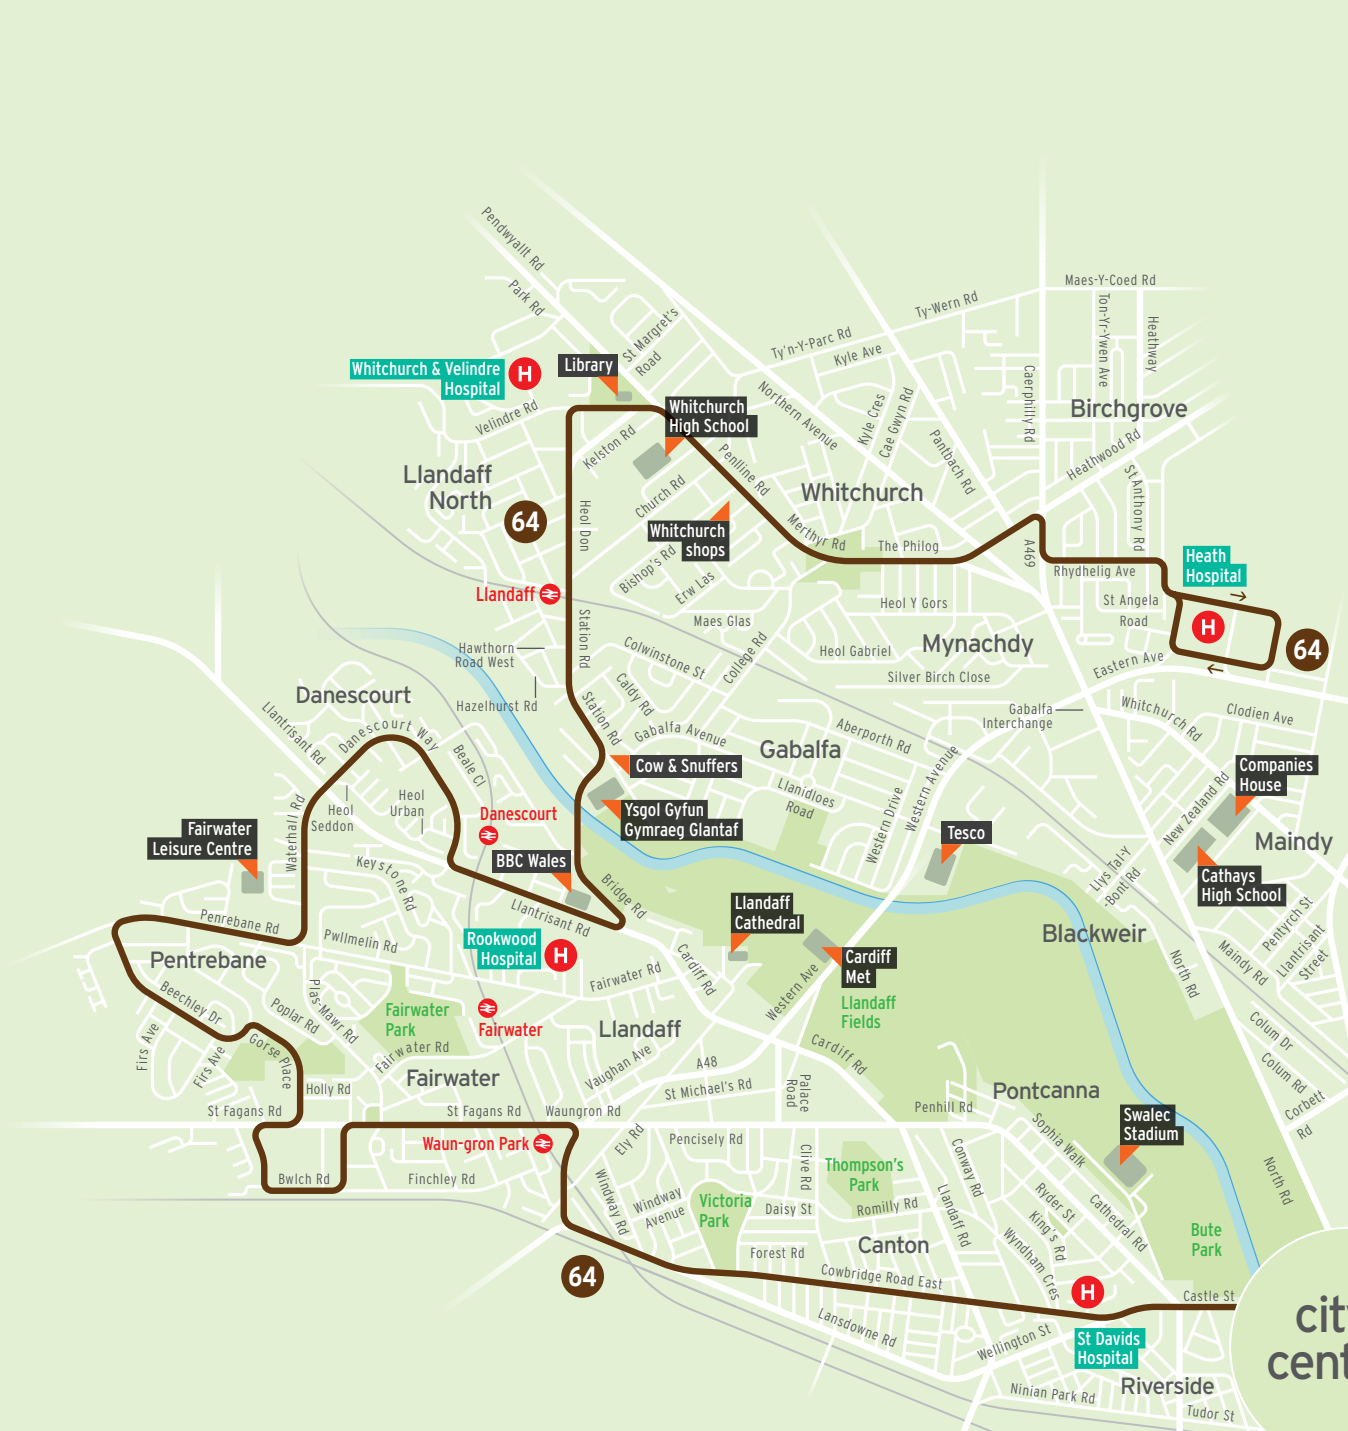 Pendwyallt Rd
Park Rd
St Margret's
Road
Maes-Y-Coed Rd
Ton-Yr-Ywen Ave
Heathway
Ty-Wern Rd
Ty'n-Y-Parc Rd
Kyle Ave
Whitchurch & Velindre
Hospital
H
Library
Velindre Rd
Kelston Rd
Whitchurch
High School
Northern Avenue
Kyle Cres
Cae Gwyn Rd
Pantbach Rd
Caerphilly Rd
Birchgrove
Heathwood Rd
St Anthony Rd
Llandaff
North
64
Heol Don
Church Rd
Penlline Rd
Whitchurch
Whitchurch
shops
Merthyr Rd
The Philog
A469
Rhydhelig Ave
Heath
Hospital
H
64
Bishop's Rd
Erw Las
Llandaff
Station Rd
Maes Glas
Heol Y Gors
St Angela
Road
Hawthorn
Road West
Colwinstone St
College Rd
Heol Gabriel
Mynachdy
Silver Birch Close
Eastern Ave
Hazelhurst Rd
Caldy Rd
Station Rd
Gabalfa Avenue
Gabalfa
Interchange
Whitchurch Rd
Clodien Ave
Danescourt
Llantrisant Rd
Danescourt Way
Beale Cl
Gabalfa
Aberporth Rd
Western Avenue
Cow & Snuffers
Llanidloes
Road
Western Drive
Companies
House
New Zealand Rd
Waterhall Rd
Heol
Seddon
Heol
Urban
Danescourt
Ysgol Gyfun
Gymraeg Glantaf
Tesco
Maindy
Fairwater
Leisure Centre
Keystone Rd
BBC Wales
Bridge Rd
Llys Tal-Y
-Bont Rd
Cathays
High School
Penrebane Rd
Pwllmelin Rd
Llantrisant Rd
Llandaff
Cathedral
Blackweir
Pentyrch St
Llantrisant
Street
Maindy Rd
Pentrebane
Rookwood
Hospital
H
Cardiff Rd
Cardiff
Met
North Rd
Beechley Dr
Poplar Rd
Plas-Mawr Rd
Fairwater
Park
Fairwater Rd
Western Ave
Llandaff
Fields
Fairwater
Firs Ave
Firs Ave
Gorse Place
Fairwater Rd
Llandaff
Cardiff Rd
Colum Dr
Colum Rd
Corbett
Rd
Holly Rd
Fairwater
Vaughan Ave
A48
St Michael's Rd
Palace
Road
Pontcanna
Penhill Rd
Swalec
Stadium
St Fagans Rd
St Fagans Rd
Waungron Rd
Waun-gron Park
Ely Rd
Pencisely Rd
Clive Rd
Thompson's
Park
Conway Rd
Sophia Walk
North Rd
Bwlch Rd
Finchley Rd
Windway Rd
Windway
Avenue
Victoria
Park
Daisy St
Romilly Rd
Llandaff Rd
Ryder St
King's Rd
Cathedral Rd
Bute
Park
Forest Rd
Canton
Wyndham Cres
64
Cowbridge Road East
H
Castle St
Lansdowne Rd
Wellington St
St Davids
Hospital
Ninian Park Rd
Riverside
Tudor St
city
cent